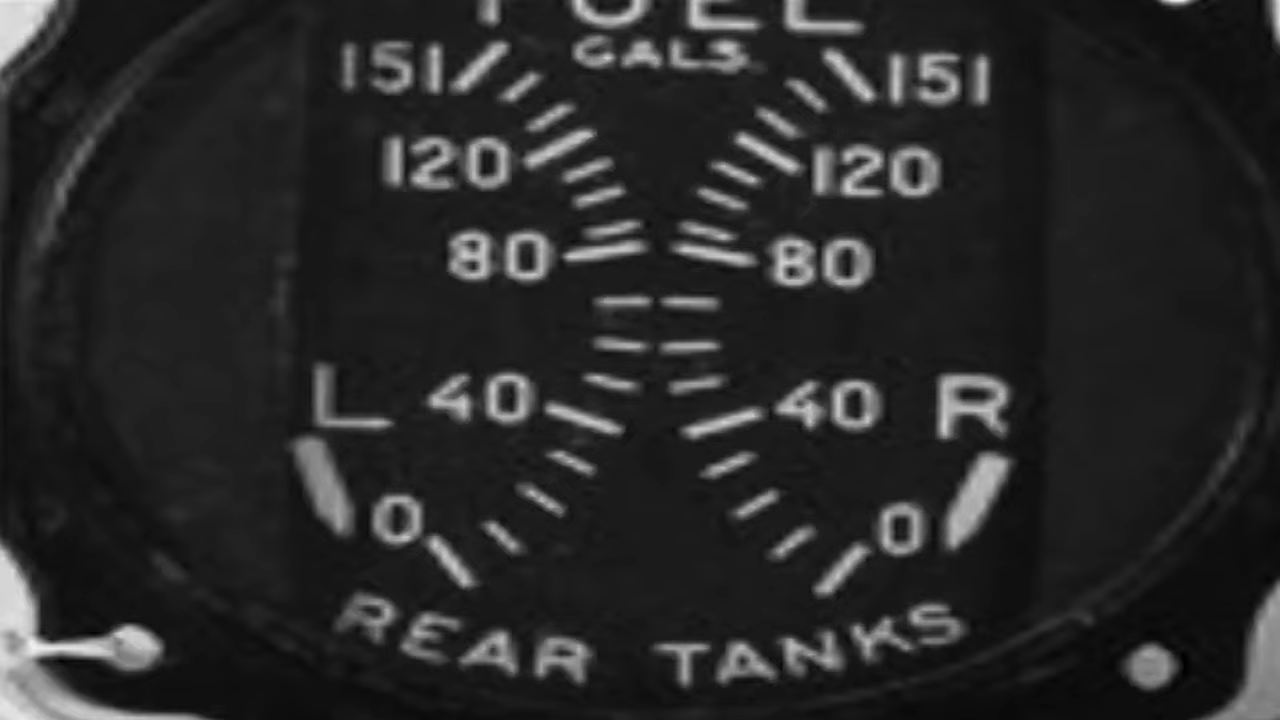 FUEL
GALS.
151 151
120 120
80 80
L 40 40 R
0 0
REAR TANKS